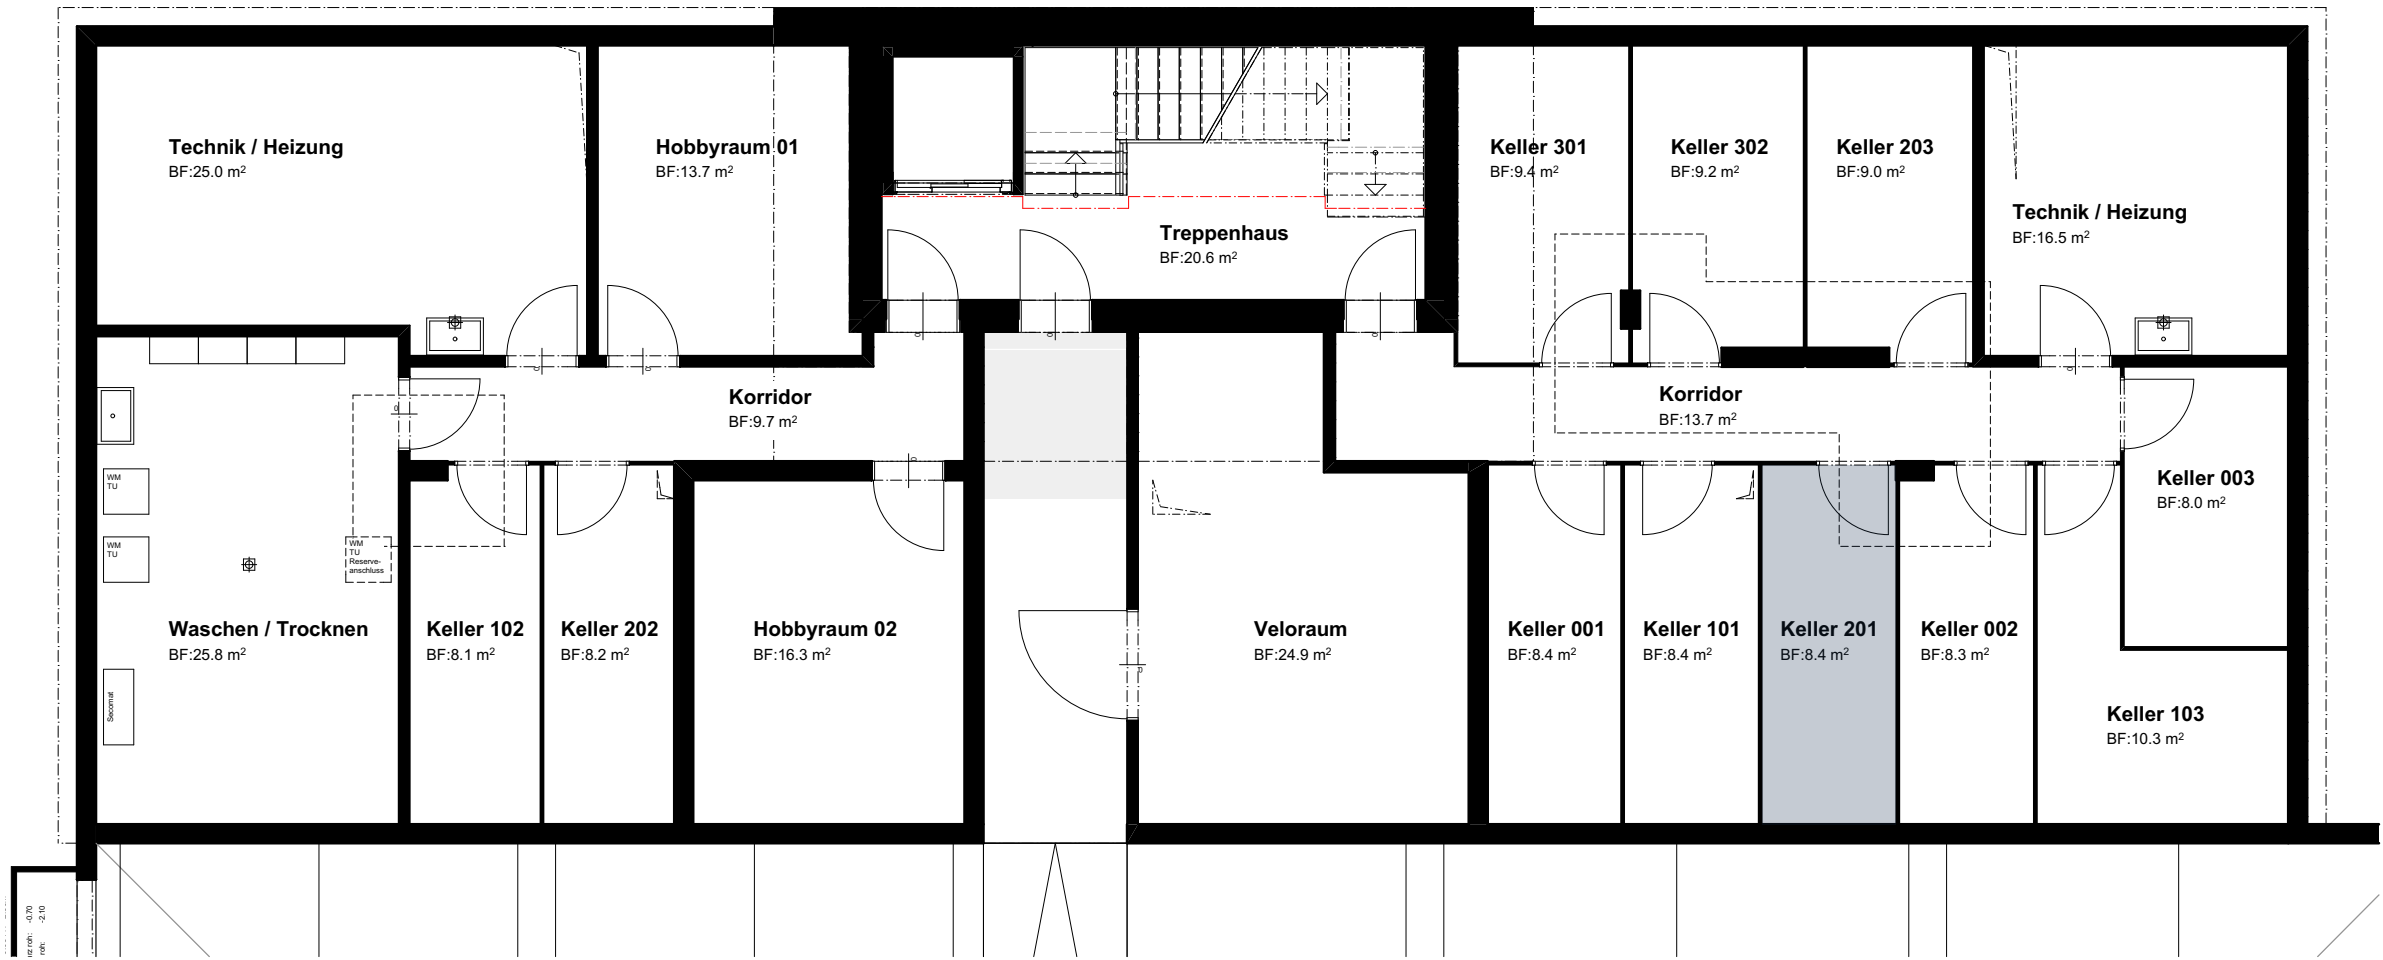 Technik / Heizung
BF:25.0 m²
Hobbyraum 01
BF:13.7 m²
Treppenhaus
BF:20.6 m²
Keller 301
BF:9.4 m²
Keller 302
BF:9.2 m²
Keller 203
BF:9.0 m²
Technik / Heizung
BF:16.5 m²
Korridor
BF:9.7 m²
Korridor
BF:13.7 m²
WM
TU
WM
TU
WM
TU
Reserve-
anschluss
Keller 003
BF:8.0 m²
Waschen / Trocknen
BF:25.8 m²
Keller 102
BF:8.1 m²
Keller 202
BF:8.2 m²
Hobbyraum 02
BF:16.3 m²
Veloraum
BF:24.9 m²
Keller 001
BF:8.4 m²
Keller 101
BF:8.4 m²
Keller 201
BF:8.4 m²
Keller 002
BF:8.3 m²
Secomat
Keller 103
BF:10.3 m²
roh: -0.70
roh: -2.10